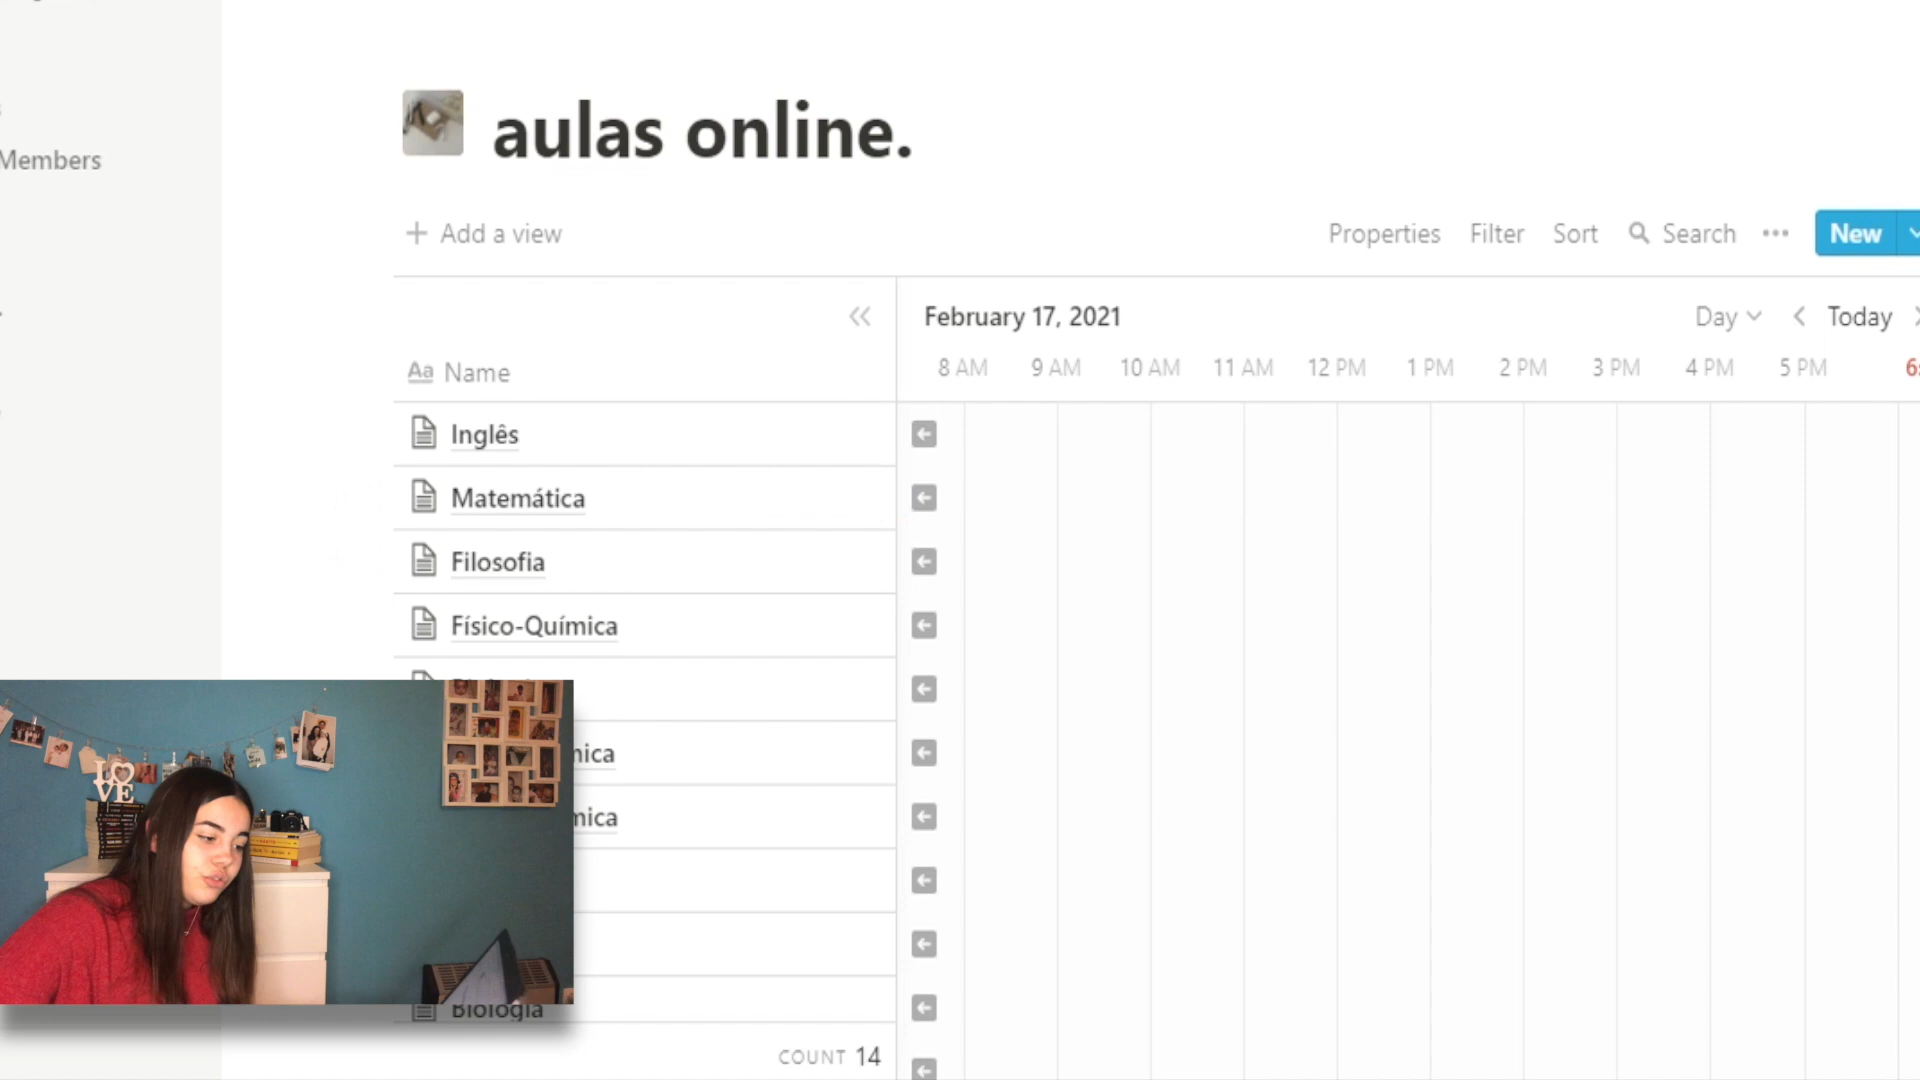 Members
aulas online.
+ Add a view
Properties Filter Sort Search ••• New
February 17, 2021
Day
Today
Aa Name
8 AM 9 AM 10 AM 11 AM 12 PM 1 PM 2 PM 3 PM 4 PM 5 PM
Inglês
Matemática
Filosofia
Físico-Química
LOVE
Biologia
COUNT 14